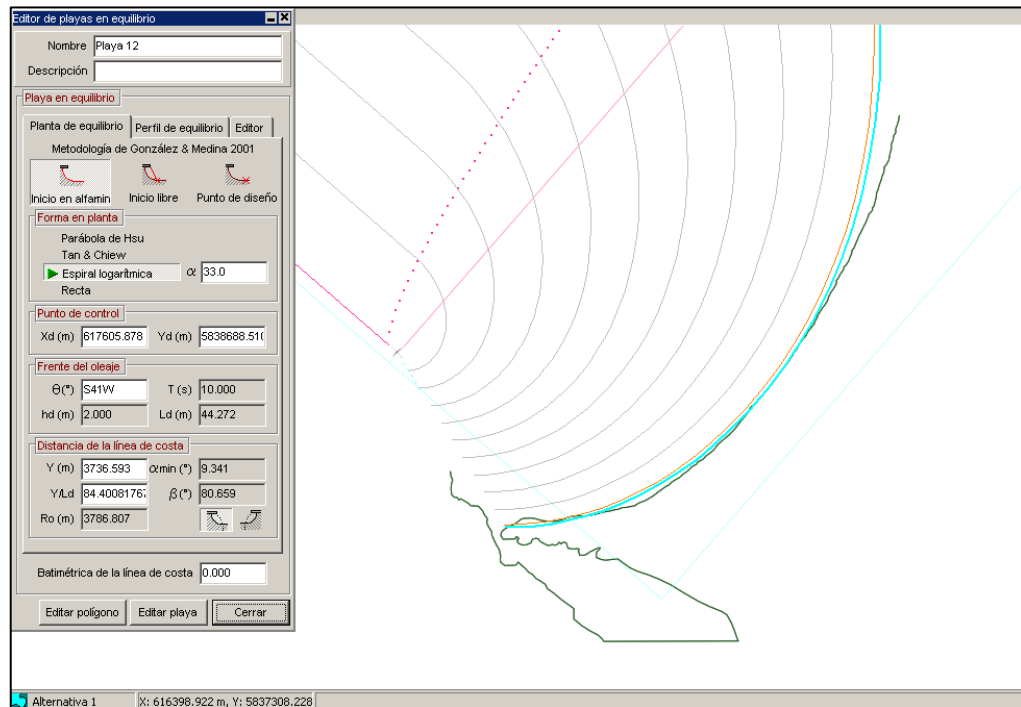 Editor de playas en equilibrio
Nombre Playa 12
Descripción
Playa en equilibrio
Planta de equilibrio Perfil de equilibrio Editor
Metodología de González & Medina 2001
Inicio en alfamin Inicio libre Punto de diseño
Forma en planta
Parábola de Hsu
Tan & Chiew
Espiral logarítmica α 33.0
Recta
Punto de control
Xd (m) 617605.878 Yd (m) 5838688.51(
Frente del oleaje
Θ(°) S41W T (s) 10.000
hd (m) 2.000 Ld (m) 44.272
Distancia de la línea de costa
Y (m) 3736.593 αmin (°) 9.341
Y/Ld 84.4008176 β(°) 80.659
Ro (m) 3786.807
Batimétrica de la línea de costa 0.000
Editar polígono Editar playa Cerrar
Alternativa 1 X: 616398.922 m, Y: 5837308.228